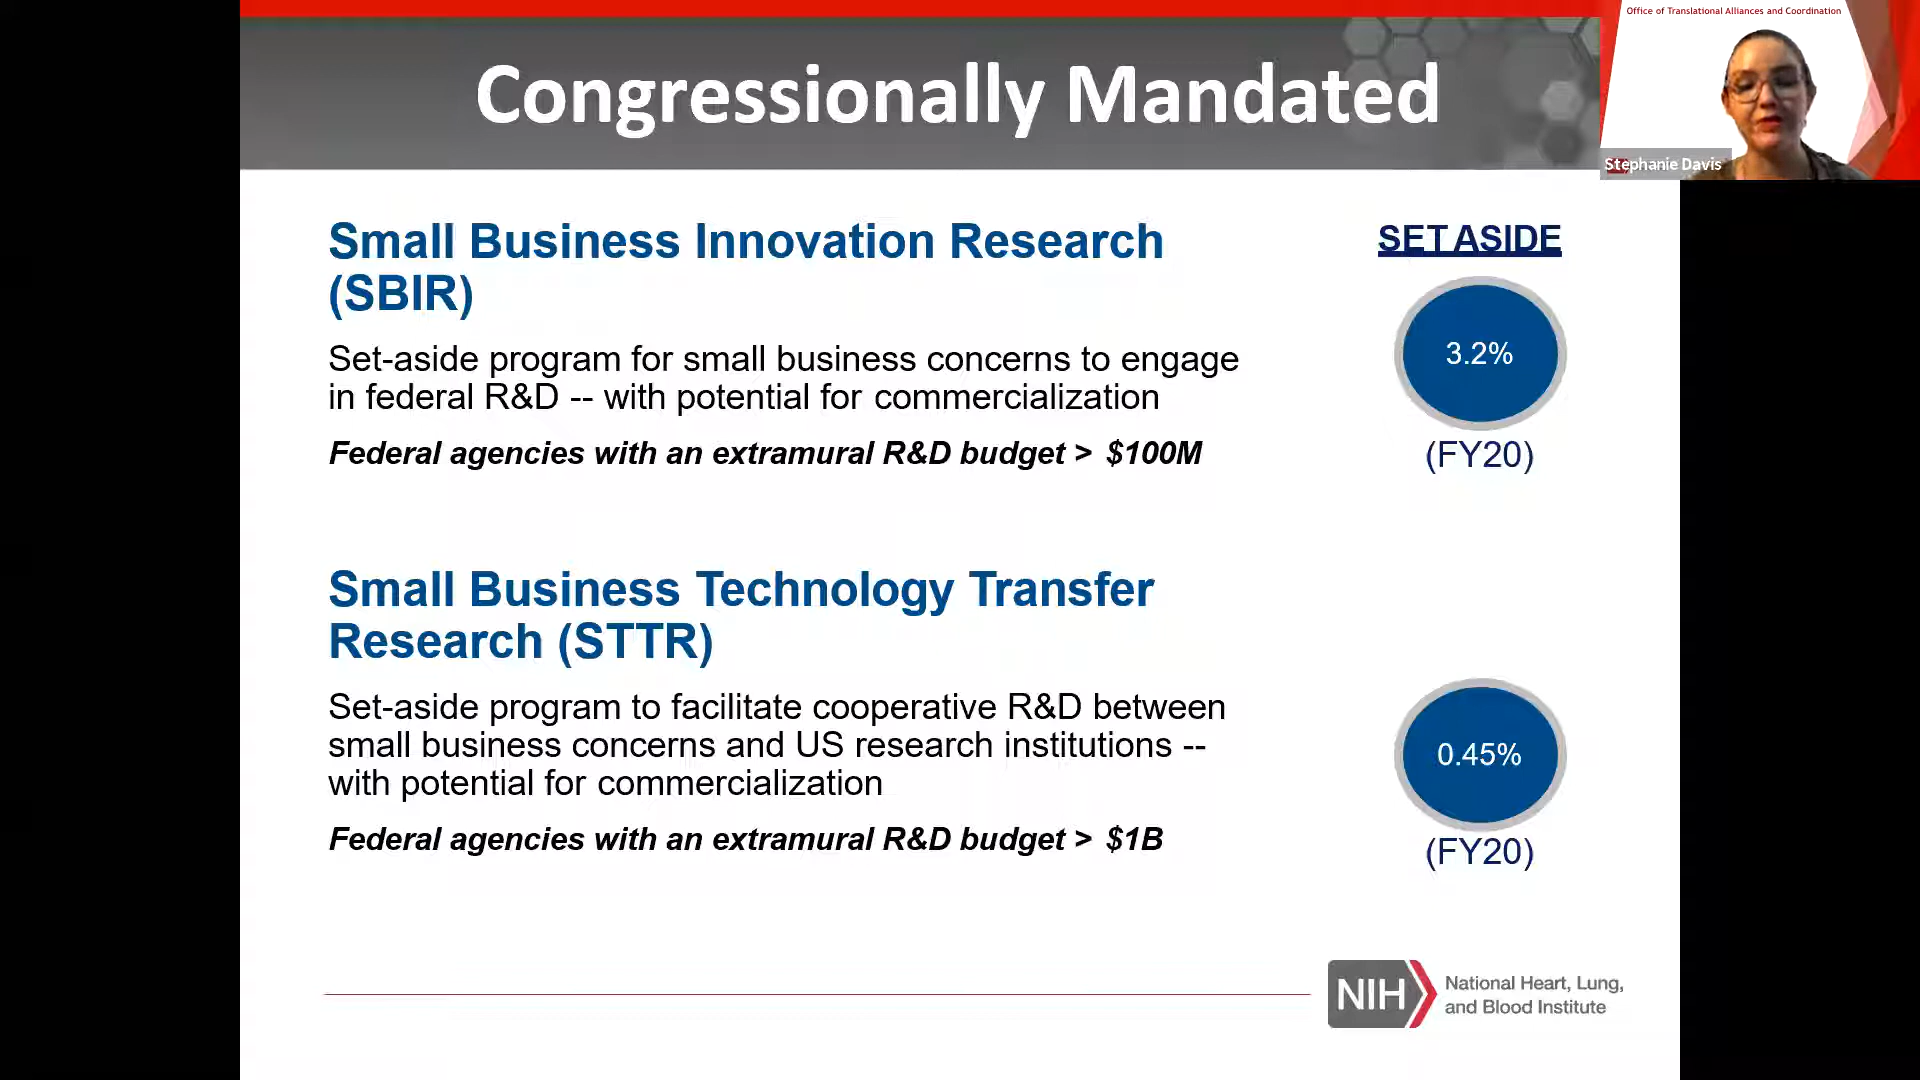 Congressionally Mandated
Office of Translational Alliances and Coordination
Stephanie Davis
Small Business Innovation Research
(SBIR)
Set-aside program for small business concerns to engage
in federal R&D -- with potential for commercialization
Federal agencies with an extramural R&D budget > $100M
SET ASIDE
3.2%
(FY20)
Small Business Technology Transfer
Research (STTR)
Set-aside program to facilitate cooperative R&D between
small business concerns and US research institutions --
with potential for commercialization
Federal agencies with an extramural R&D budget > $1B
0.45%
(FY20)
NIH
National Heart, Lung,
and Blood Institute